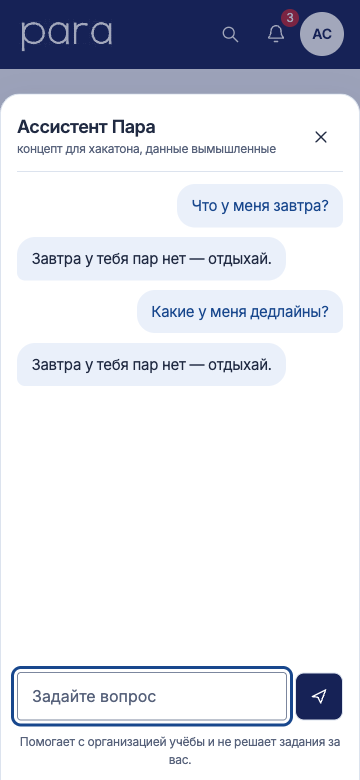 para
3
АС
Ассистент Пара
концепт для хакатона, данные вымышленные
Что у меня завтра?
Завтра у тебя пар нет — отдыхай.
Какие у меня дедлайны?
Завтра у тебя пар нет — отдыхай.
Задайте вопрос
Помогает с организацией учёбы и не решает задания за
вас.